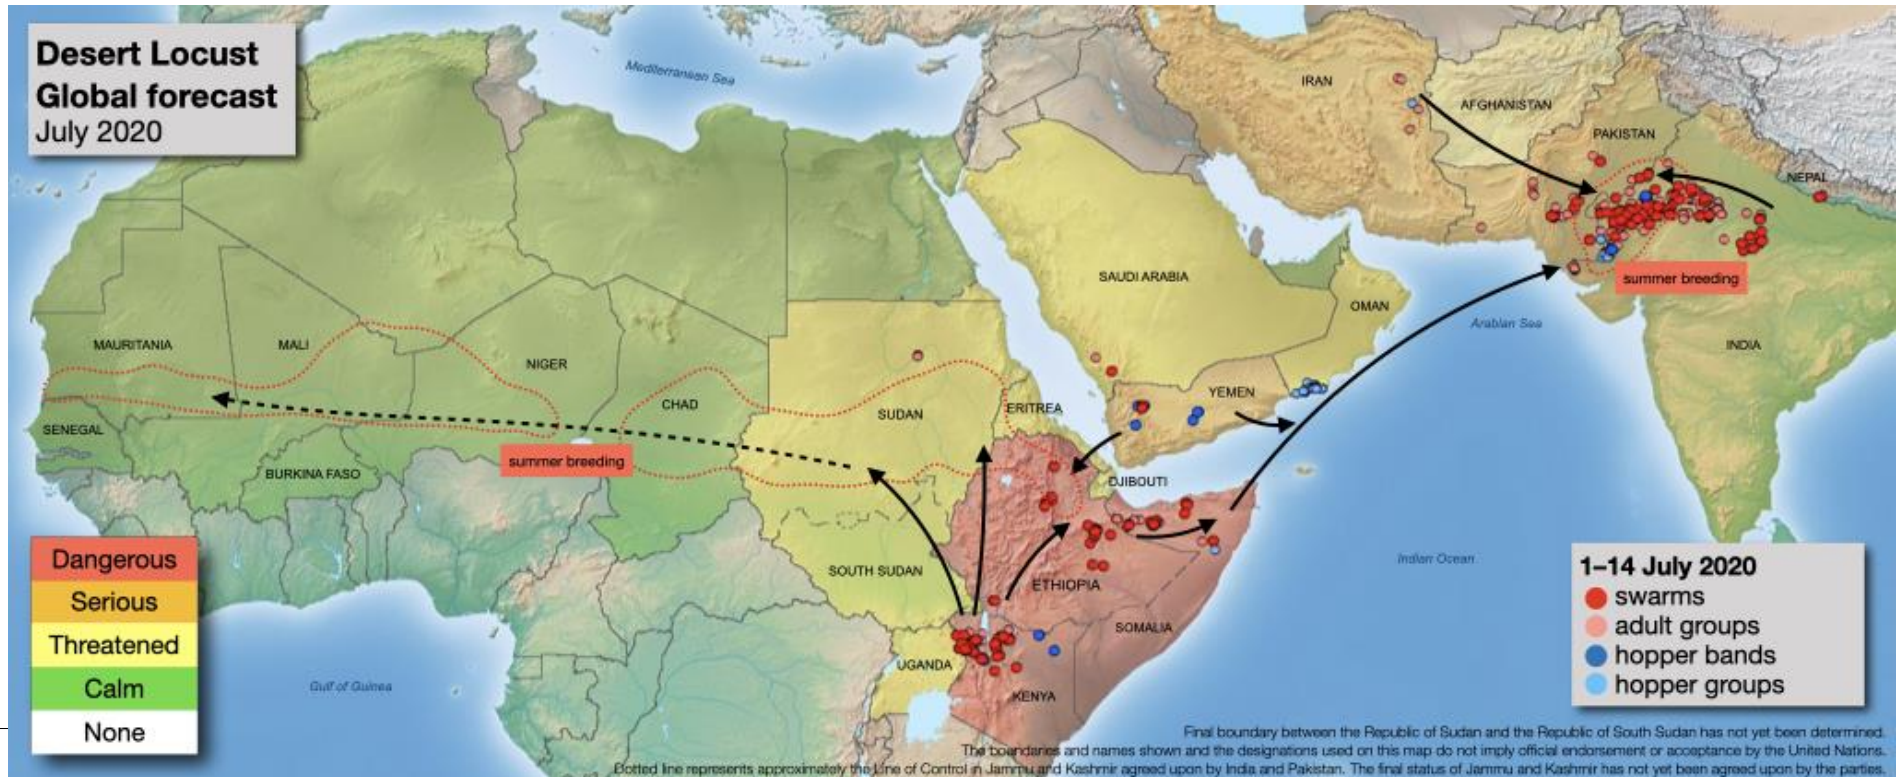 Desert Locust
Global forecast
July 2020
Mediterranean Sea
IRAN
AFGHANISTAN
PAKISTAN
NEPAL
SAUDI ARABIA
OMAN
summer breeding
Arabian Sea
INDIA
MAURITANIA
MALI
NIGER
CHAD
SUDAN
ERITREA
YEMEN
SENEGAL
BURKINA FASO
summer breeding
DJIBOUTI
SOUTH SUDAN
ETHIOPIA
SOMALIA
UGANDA
KENYA
Gulf of Guinea
Indian Ocean
Dangerous
Serious
Threatened
Calm
None
1–14 July 2020
swarms
adult groups
hopper bands
hopper groups
Final boundary between the Republic of Sudan and the Republic of South Sudan has not yet been determined.
The boundaries and names shown and the designations used on this map do not imply official endorsement or acceptance by the United Nations.
Dotted line represents approximately the Line of Control in Jammu and Kashmir agreed upon by India and Pakistan. The final status of Jammu and Kashmir has not yet been agreed upon by the parties.